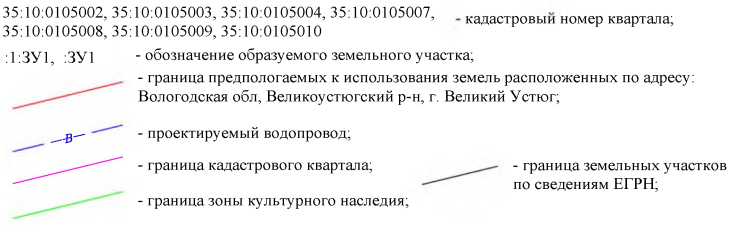 35:10:0105002, 35:10:0105003, 35:10:0105004, 35:10:0105007,
35:10:0105008, 35:10:0105009, 35:10:0105010
- кадастровый номер квартала;
:1:ЗУ1, :ЗУ1 - обозначение образуемого земельного участка;
- граница предпологаемых к использования земель расположенных по адресу:
Вологодская обл, Великоустюгский р-н, г. Великий Устюг;
В - проектируемый водопровод;
- граница кадастрового квартала;
- граница зоны культурного наследия;
- граница земельных участков
по сведениям ЕГРН;